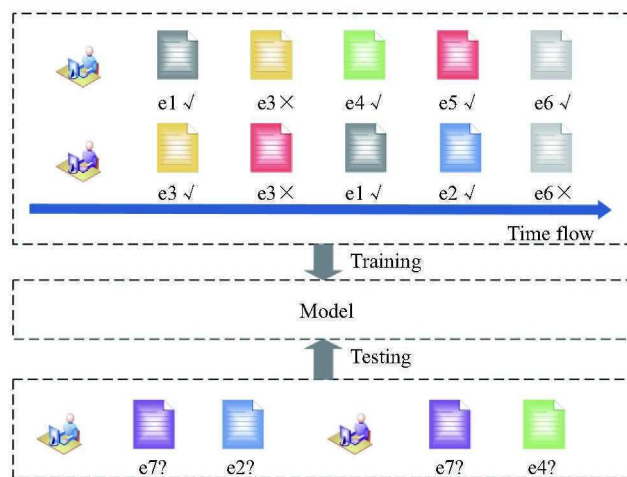 e1 √ e3× e4 √ e5 √ e6 √
e3 √ e3× e1 √ e2 √ e6×
Time flow
Training
Model
Testing
e7? e2? e7? e4?